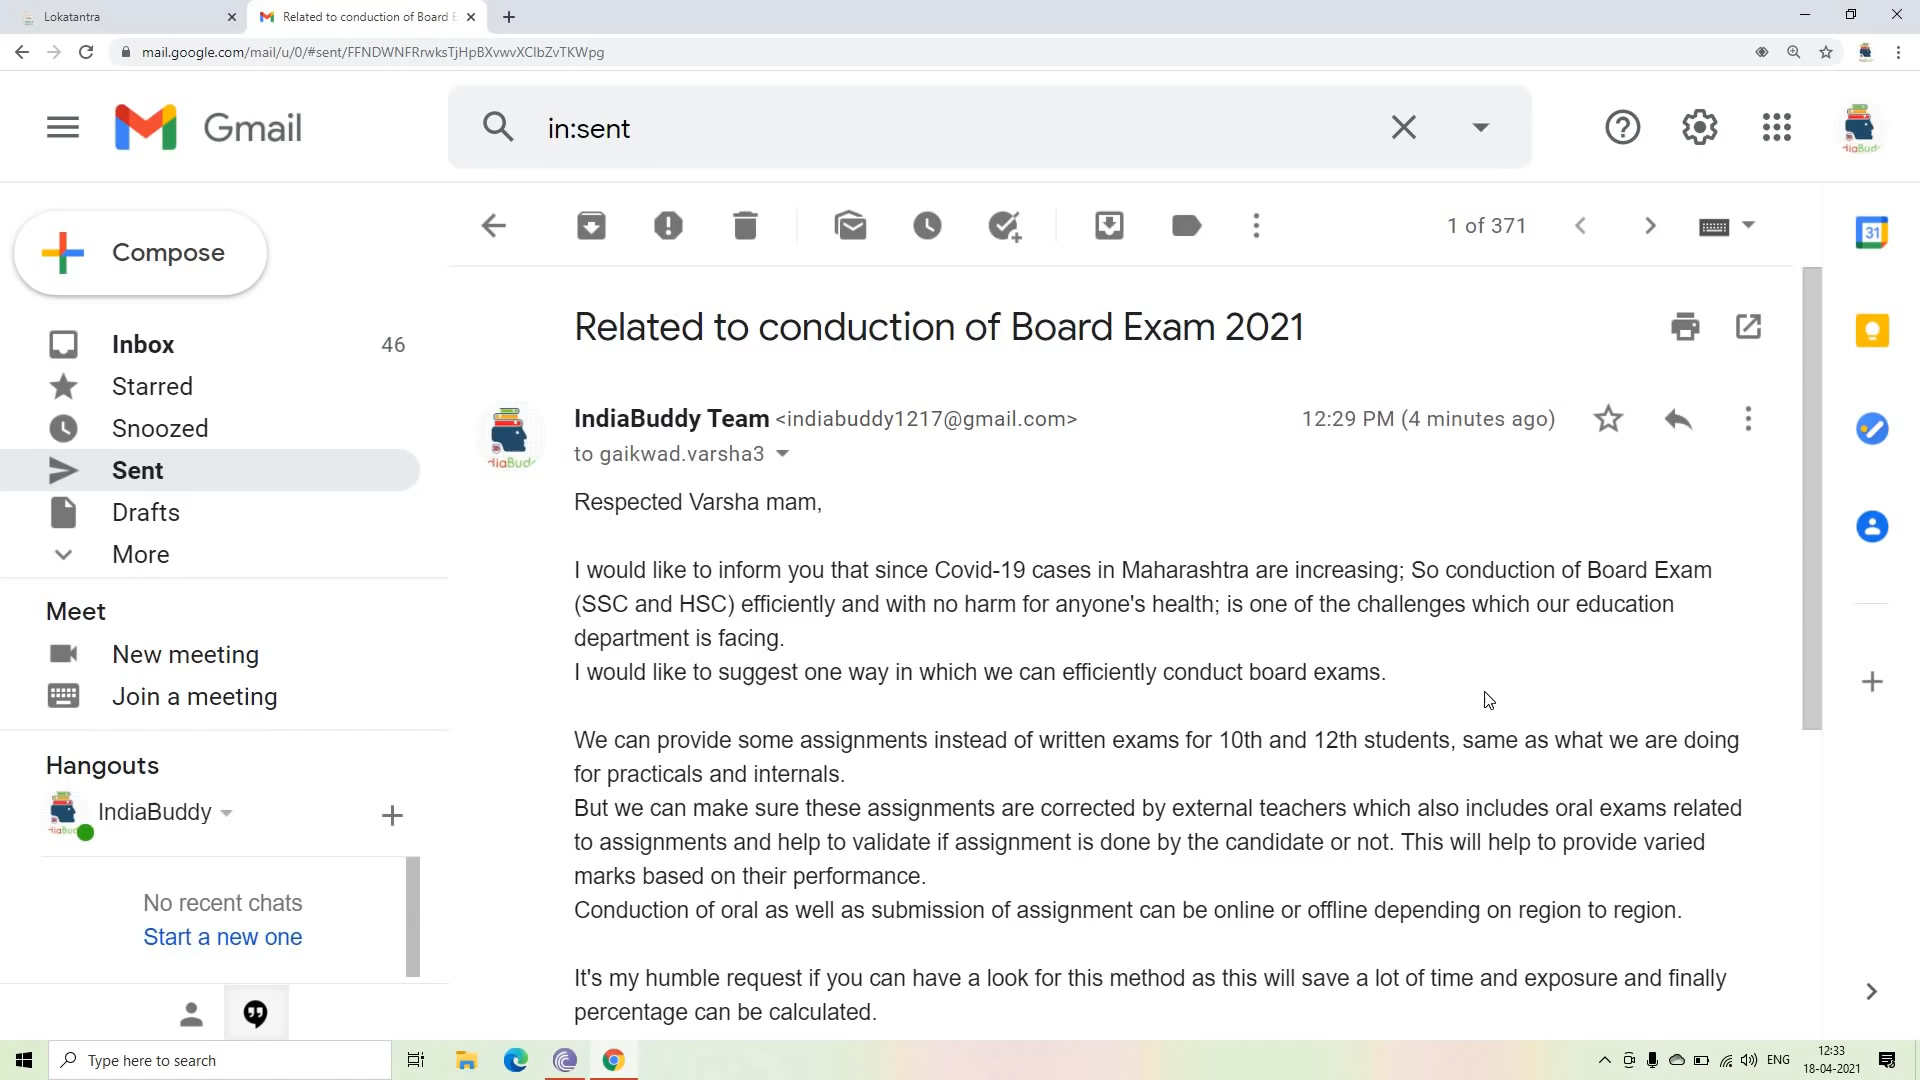 Lokatantra
Related to conduction of Board E
mail.google.com/mail/u/0/#sent/FFNDWNFRrwksTjHpBXvwvXClbZvTKWpg
Gmail
in:sent
Compose
1 of 371
31
Inbox 46
Starred
Snoozed
Sent
Drafts
More
Meet
New meeting
Join a meeting
Hangouts
IndiaBuddy
No recent chats
Start a new one
Related to conduction of Board Exam 2021
IndiaBuddy Team <indiabuddy1217@gmail.com> 12:29 PM (4 minutes ago)
to gaikwad.varsha3
Respected Varsha mam,
I would like to inform you that since Covid-19 cases in Maharashtra are increasing; So conduction of Board Exam
(SSC and HSC) efficiently and with no harm for anyone's health; is one of the challenges which our education
department is facing.
I would like to suggest one way in which we can efficiently conduct board exams.
We can provide some assignments instead of written exams for 10th and 12th students, same as what we are doing
for practicals and internals.
But we can make sure these assignments are corrected by external teachers which also includes oral exams related
to assignments and help to validate if assignment is done by the candidate or not. This will help to provide varied
marks based on their performance.
Conduction of oral as well as submission of assignment can be online or offline depending on region to region.
It's my humble request if you can have a look for this method as this will save a lot of time and exposure and finally
percentage can be calculated.
Type here to search
ENG
12:33
18-04-2021